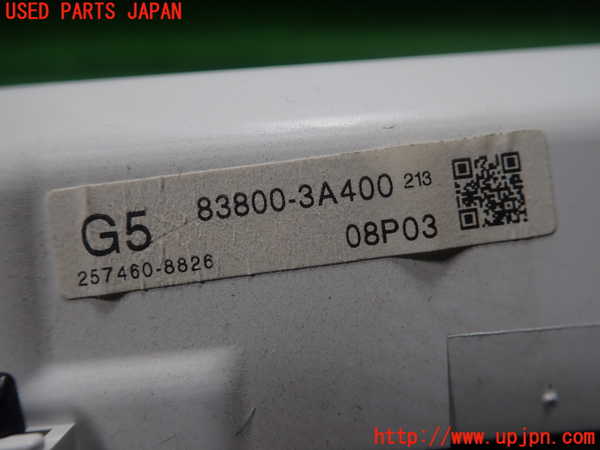 USED PARTS JAPAN
G5 83800-3A400 213
257460-8826 08P03
http://www.upjpn.com/